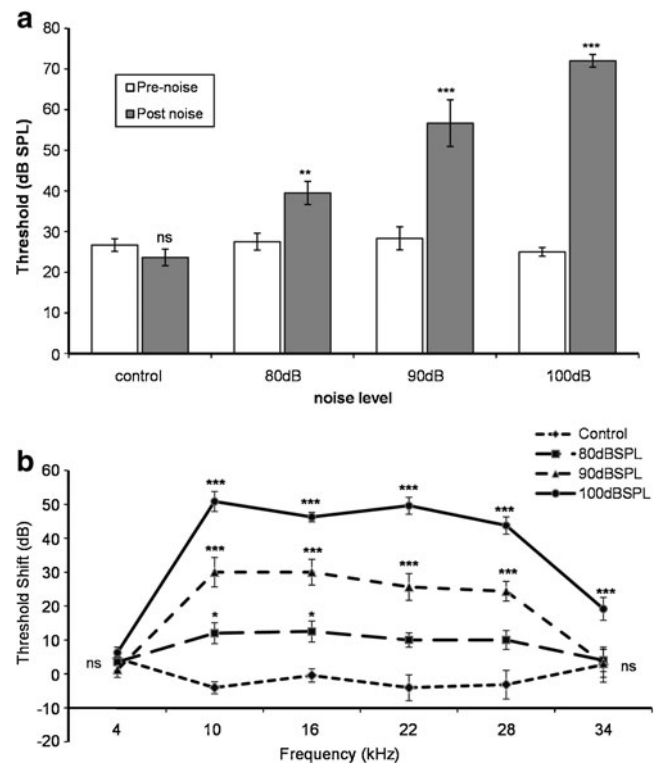 a
80
70
60
50
40
30
20
10
0
Threshold (dB SPL)
Pre-noise
Post noise
ns
**
***
***
control
80dB
90dB
100dB
noise level
b
Control
80dBSPL
90dBSPL
100dBSPL
60
50
40
30
20
10
0
-10
-20
Threshold Shift (dB)
***
***
***
***
***
***
***
***
***
*
*
ns
ns
4
10
16
22
28
34
Frequency (kHz)